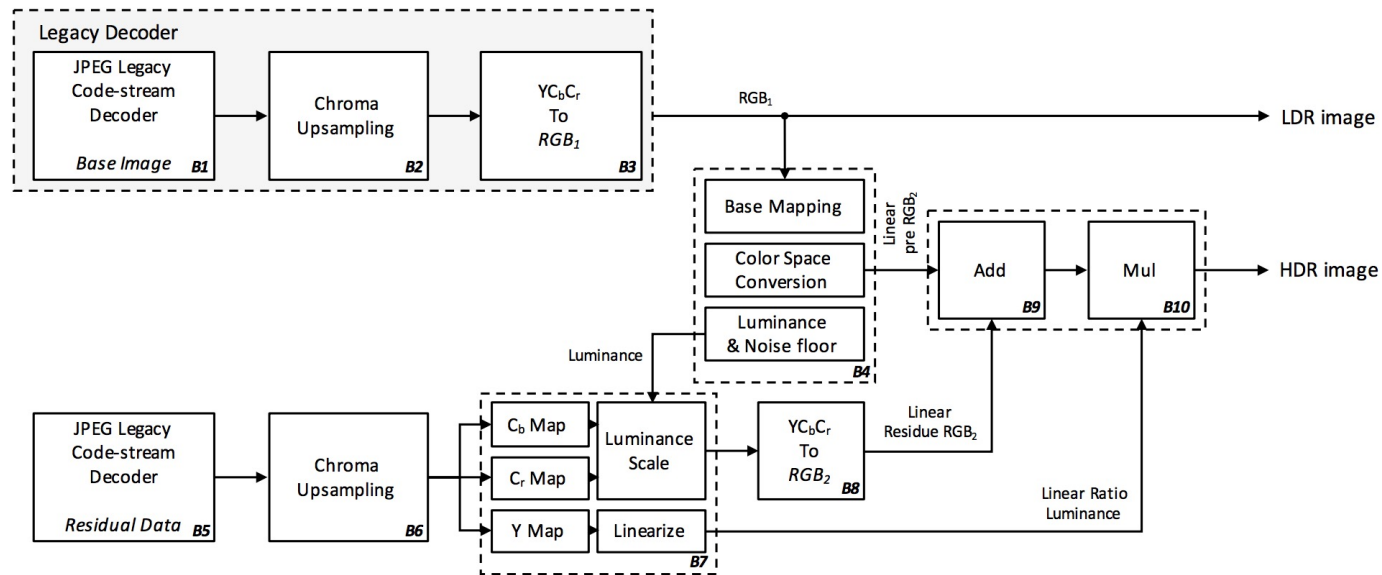 Legacy Decoder
JPEG Legacy
Code-stream
Decoder
Base Image
B1
Chroma
Upsampling
B2
YCbCr
To
RGB1
B3
RGB1
LDR image
Base Mapping
Color Space
Conversion
Luminance
& Noise floor
B4
Linear
pre RGB2
Add
B9
Mul
B10
HDR image
Luminance
JPEG Legacy
Code-stream
Decoder
Residual Data
B5
Chroma
Upsampling
B6
Cb Map
Cr Map
Y Map
Luminance
Scale
Linearize
B7
YCbCr
To
RGB2
B8
Linear
Residue RGB2
Linear Ratio
Luminance